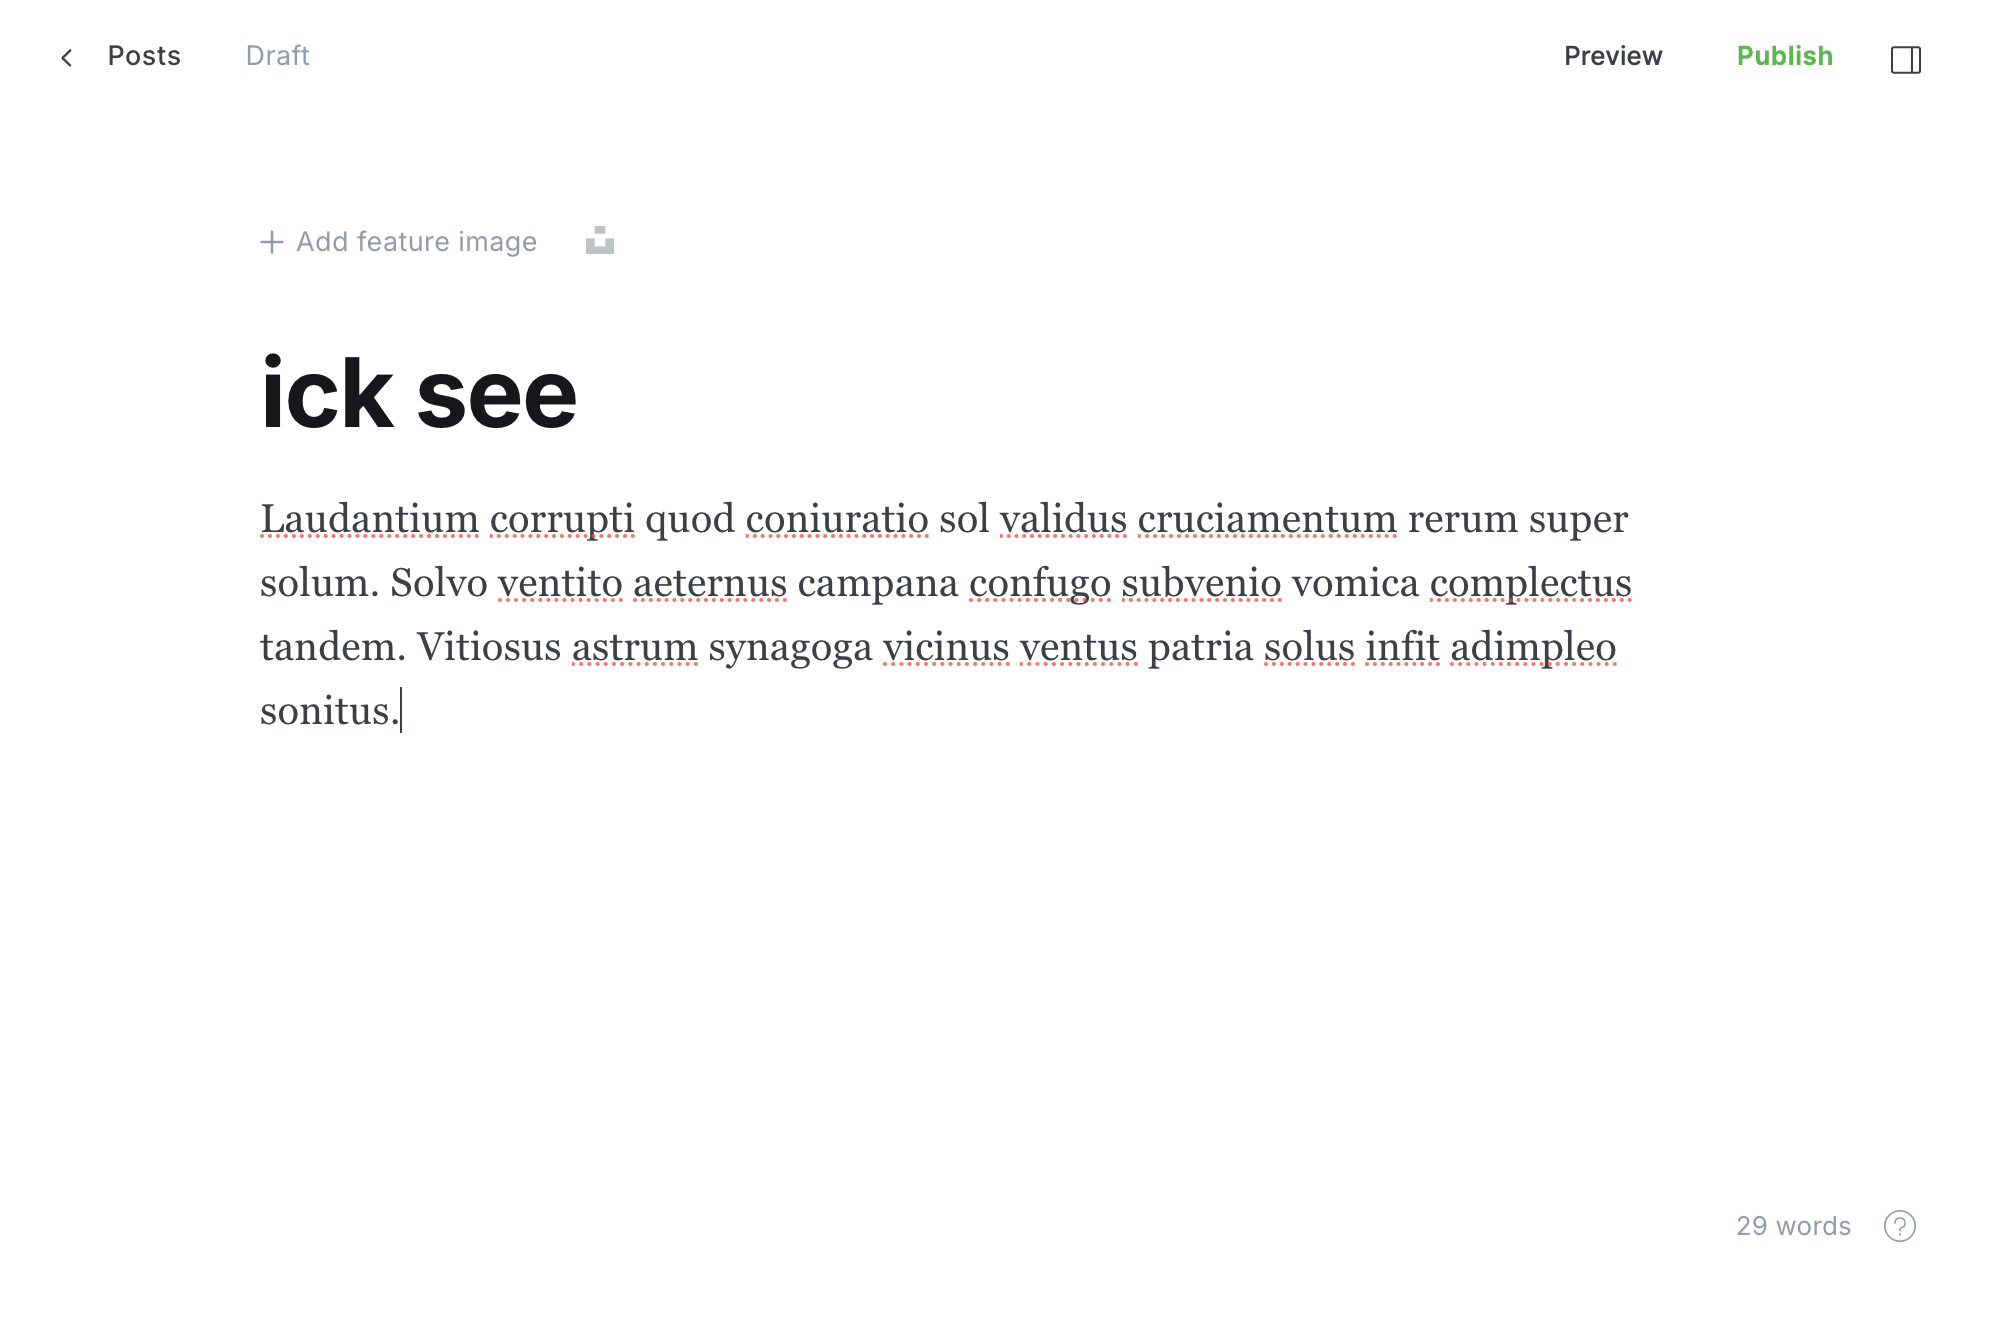 Posts Draft Preview Publish
Add feature image
ick see
Laudantium corrupti quod coniuratio sol validus cruciamentum rerum super
solum. Solvo ventito aeternus campana confugo subvenio vomica complectus
tandem. Vitiosus astrum synagoga vicinus ventus patria solus infit adimpleo
sonitus.
29 words